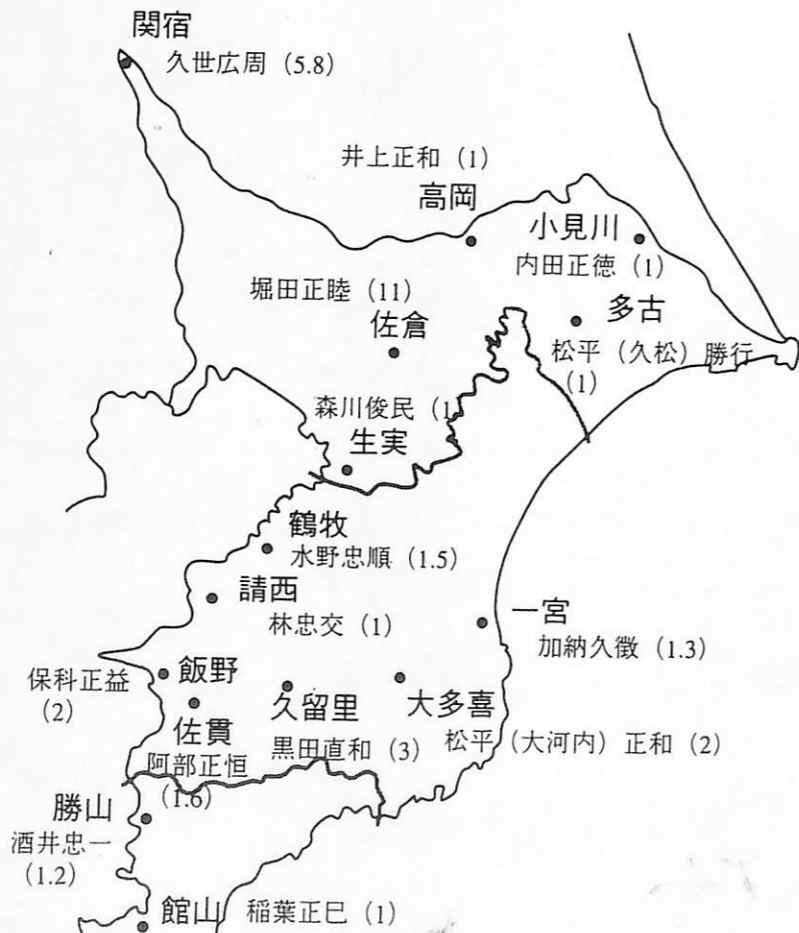 関宿
久世広周（5.8）
井上正和（1）
高岡
小見川
内田正徳（1）
堀田正睦（11）
佐倉
多古
松平（久松）勝行
（1）
森川俊民（1
生実
鶴牧
水野忠順（1.5）
請西
林忠交（1）
一宮
加納久徴（1.3）
飯野
保科正益
（2）
佐貫
阿部正恒
（1.6）
久留里
黒田直和（3）
大多喜
松平（大河内）正和（2）
勝山
酒井忠一
（1.2）
館山
稲葉正巳（1）